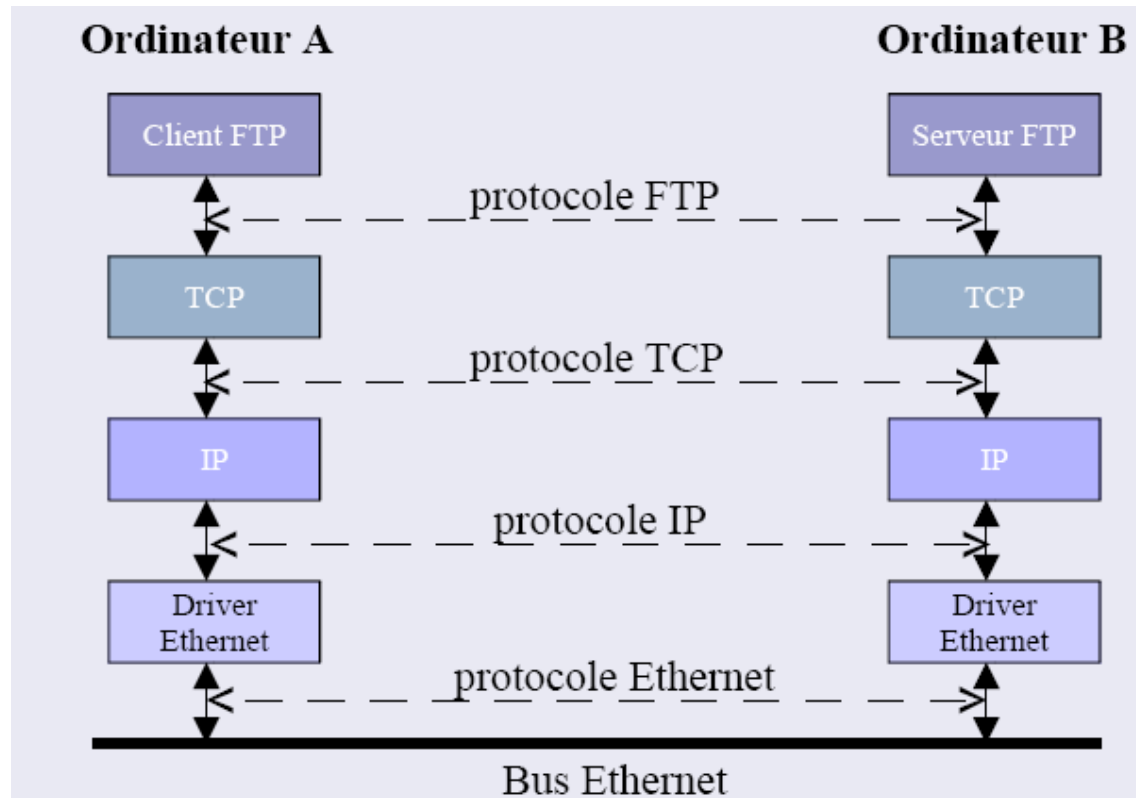 Ordinateur A
Ordinateur B
Client FTP
Serveur FTP
protocole FTP
TCP
TCP
protocole TCP
IP
IP
protocole IP
Driver
Ethernet
Driver
Ethernet
protocole Ethernet
Bus Ethernet